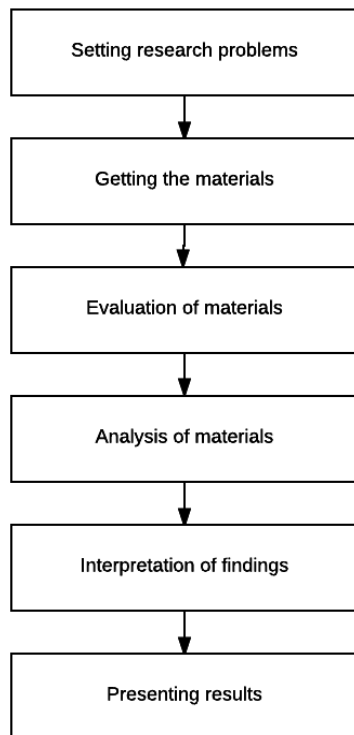 Setting research problems
Getting the materials
Evaluation of materials
Analysis of materials
Interpretation of findings
Presenting results